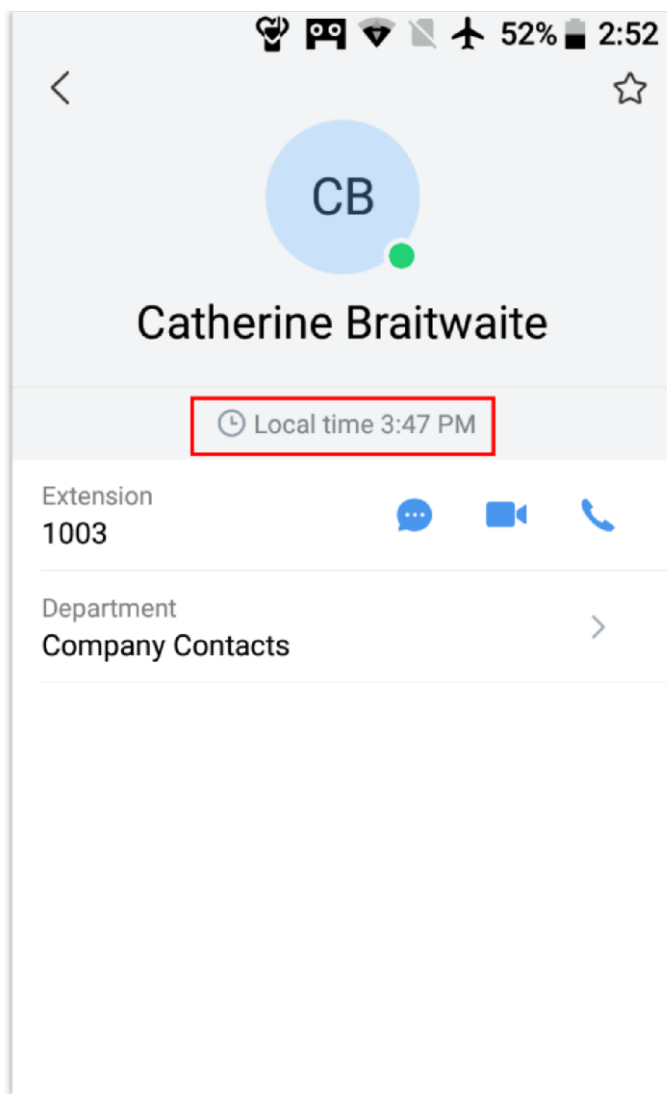 52% 2:52
CB
Catherine Braitwaite
Local time 3:47 PM
Extension
1003
Department
Company Contacts